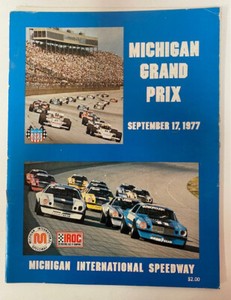 MICHIGAN
GRAND
PRIX
SEPTEMBER 17, 1977
IROC
MICHIGAN INTERNATIONAL SPEEDWAY
$2.00